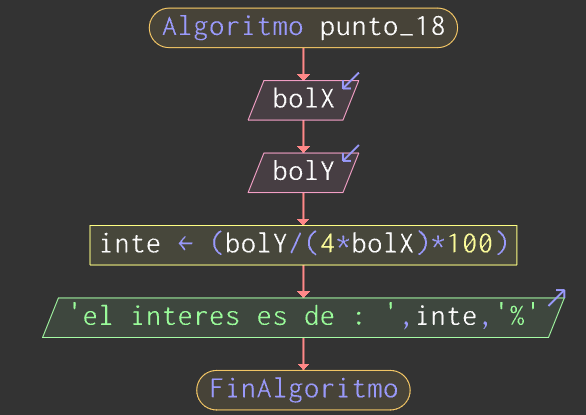 Algoritmo punto_18
bolX
bolY
inte ← (bolY/(4*bolX)*100)
'el interes es de : ',inte,'%'
FinAlgoritmo